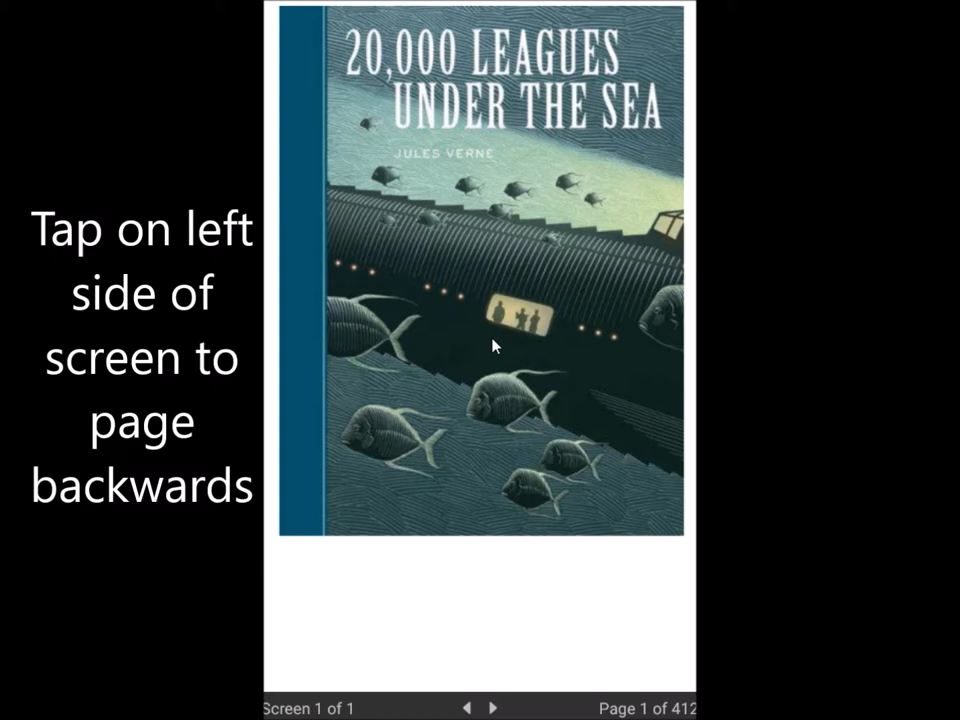 20,000 LEAGUES
UNDER THE SEA
JULES VERNE
Tap on left
side of
screen to
page
backwards
Screen 1 of 1
Page 1 of 412